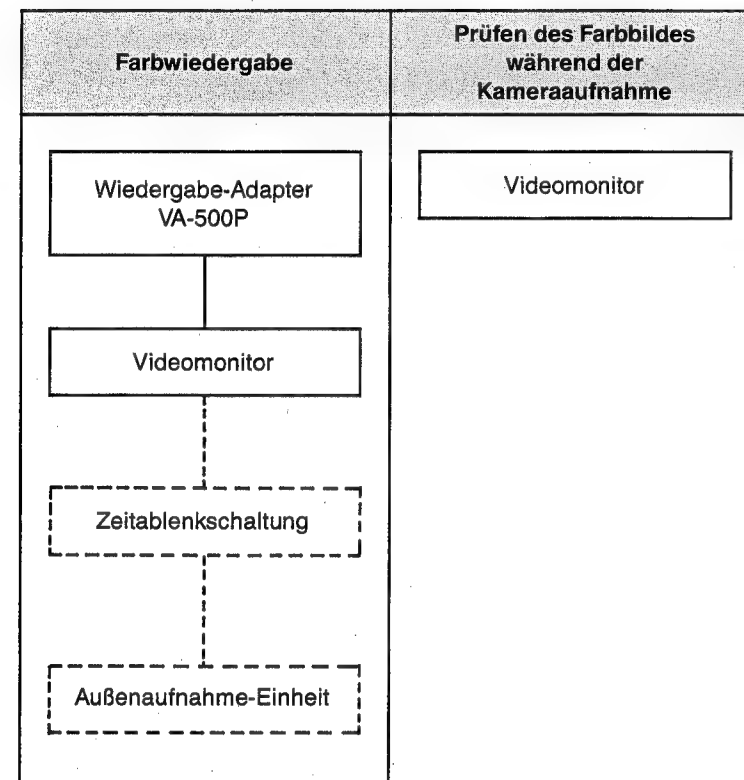 Farbwiedergabe
Prüfen des Farbbildes
während der
Kameraaufnahme
Wiedergabe-Adapter
VA-500P
Videomonitor
Zeitablenkschaltung
Außenaufnahme-Einheit
Videomonitor